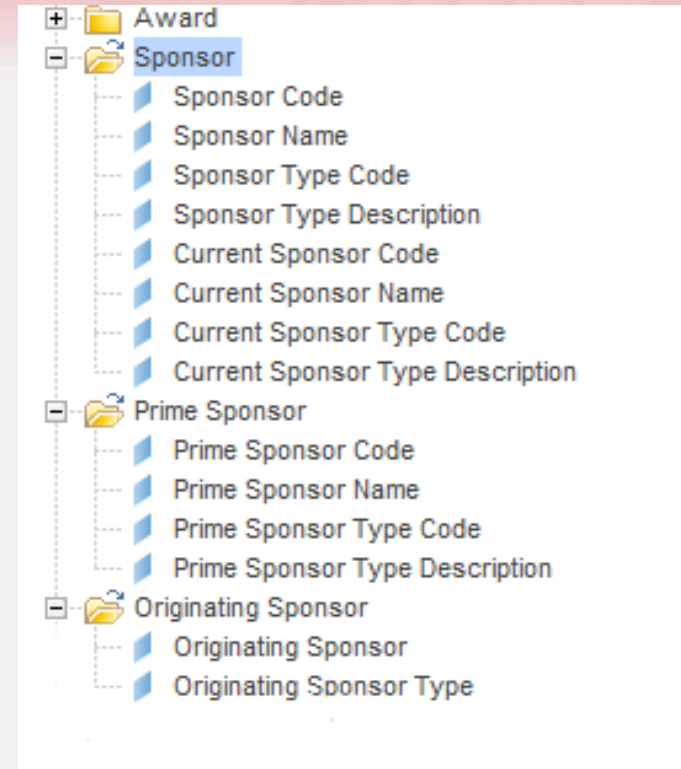 Award
Sponsor
Sponsor Code
Sponsor Name
Sponsor Type Code
Sponsor Type Description
Current Sponsor Code
Current Sponsor Name
Current Sponsor Type Code
Current Sponsor Type Description
Prime Sponsor
Prime Sponsor Code
Prime Sponsor Name
Prime Sponsor Type Code
Prime Sponsor Type Description
Originating Sponsor
Originating Sponsor
Originating Sponsor Type